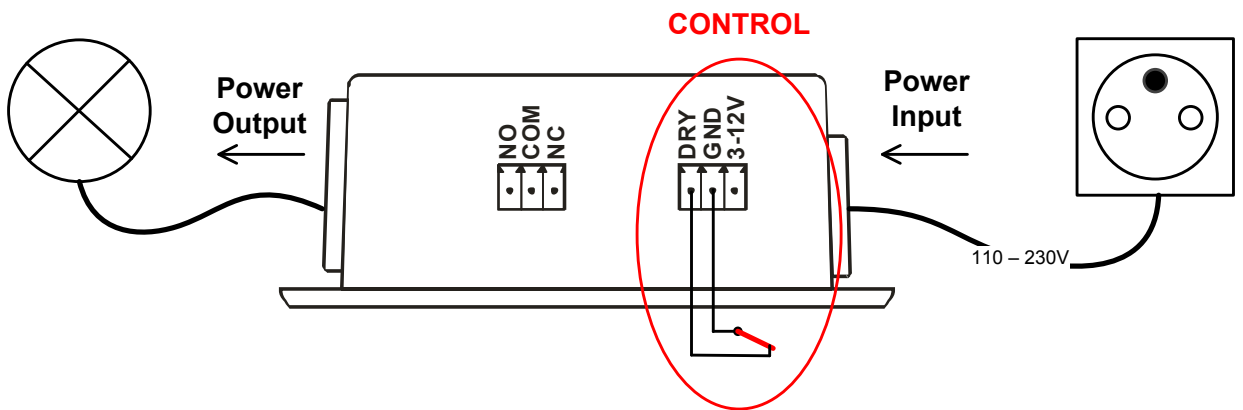 CONTROL
Power
Output
NO
COM
NC
DRY
GND
3-12V
Power
Input
110 – 230V